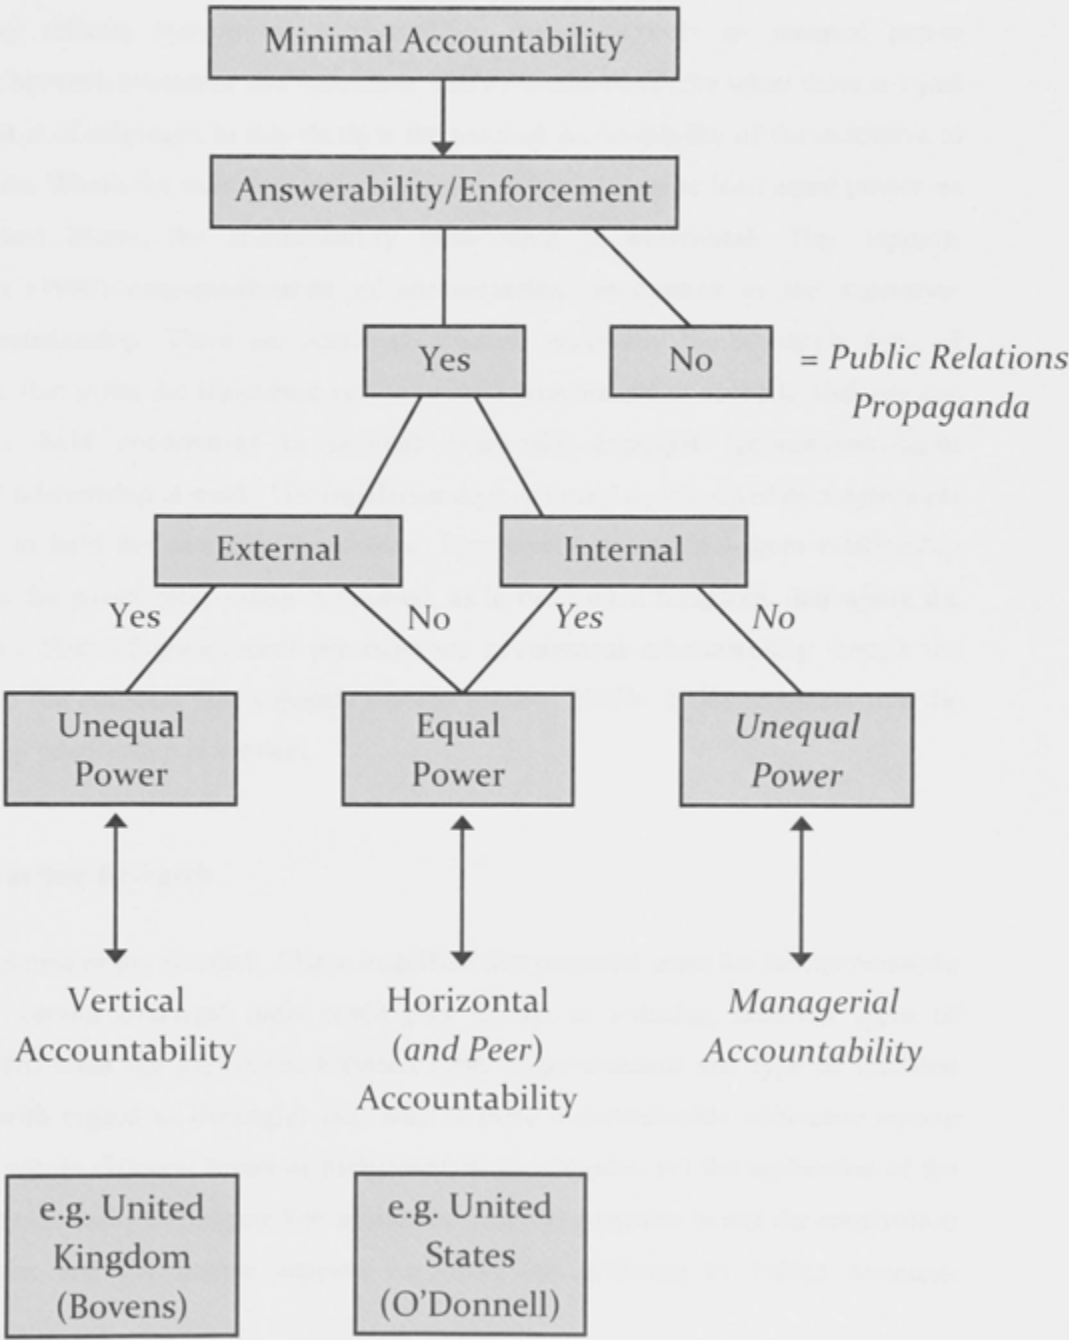 Minimal Accountability
Answerability/Enforcement
Yes
No
= Public Relations
Propaganda
External
Internal
Yes
No
Yes
No
Unequal
Power
Equal
Power
Unequal
Power
Vertical
Accountability
Horizontal
(and Peer)
Accountability
Managerial
Accountability
e.g. United
Kingdom
(Bovens)
e.g. United
States
(O'Donnell)